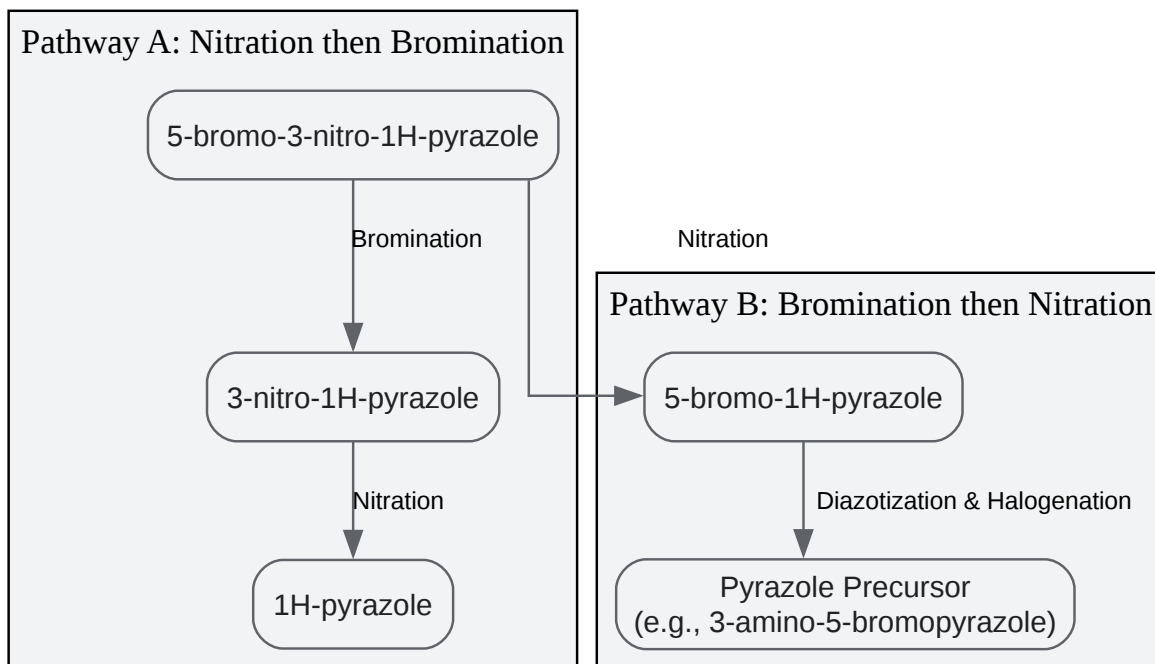 Pathway A: Nitration then Bromination
5-bromo-3-nitro-1H-pyrazole
Bromination
Nitration
Pathway B: Bromination then Nitration
3-nitro-1H-pyrazole
5-bromo-1H-pyrazole
Nitration
Diazotization & Halogenation
1H-pyrazole
Pyrazole Precursor
(e.g., 3-amino-5-bromopyrazole)